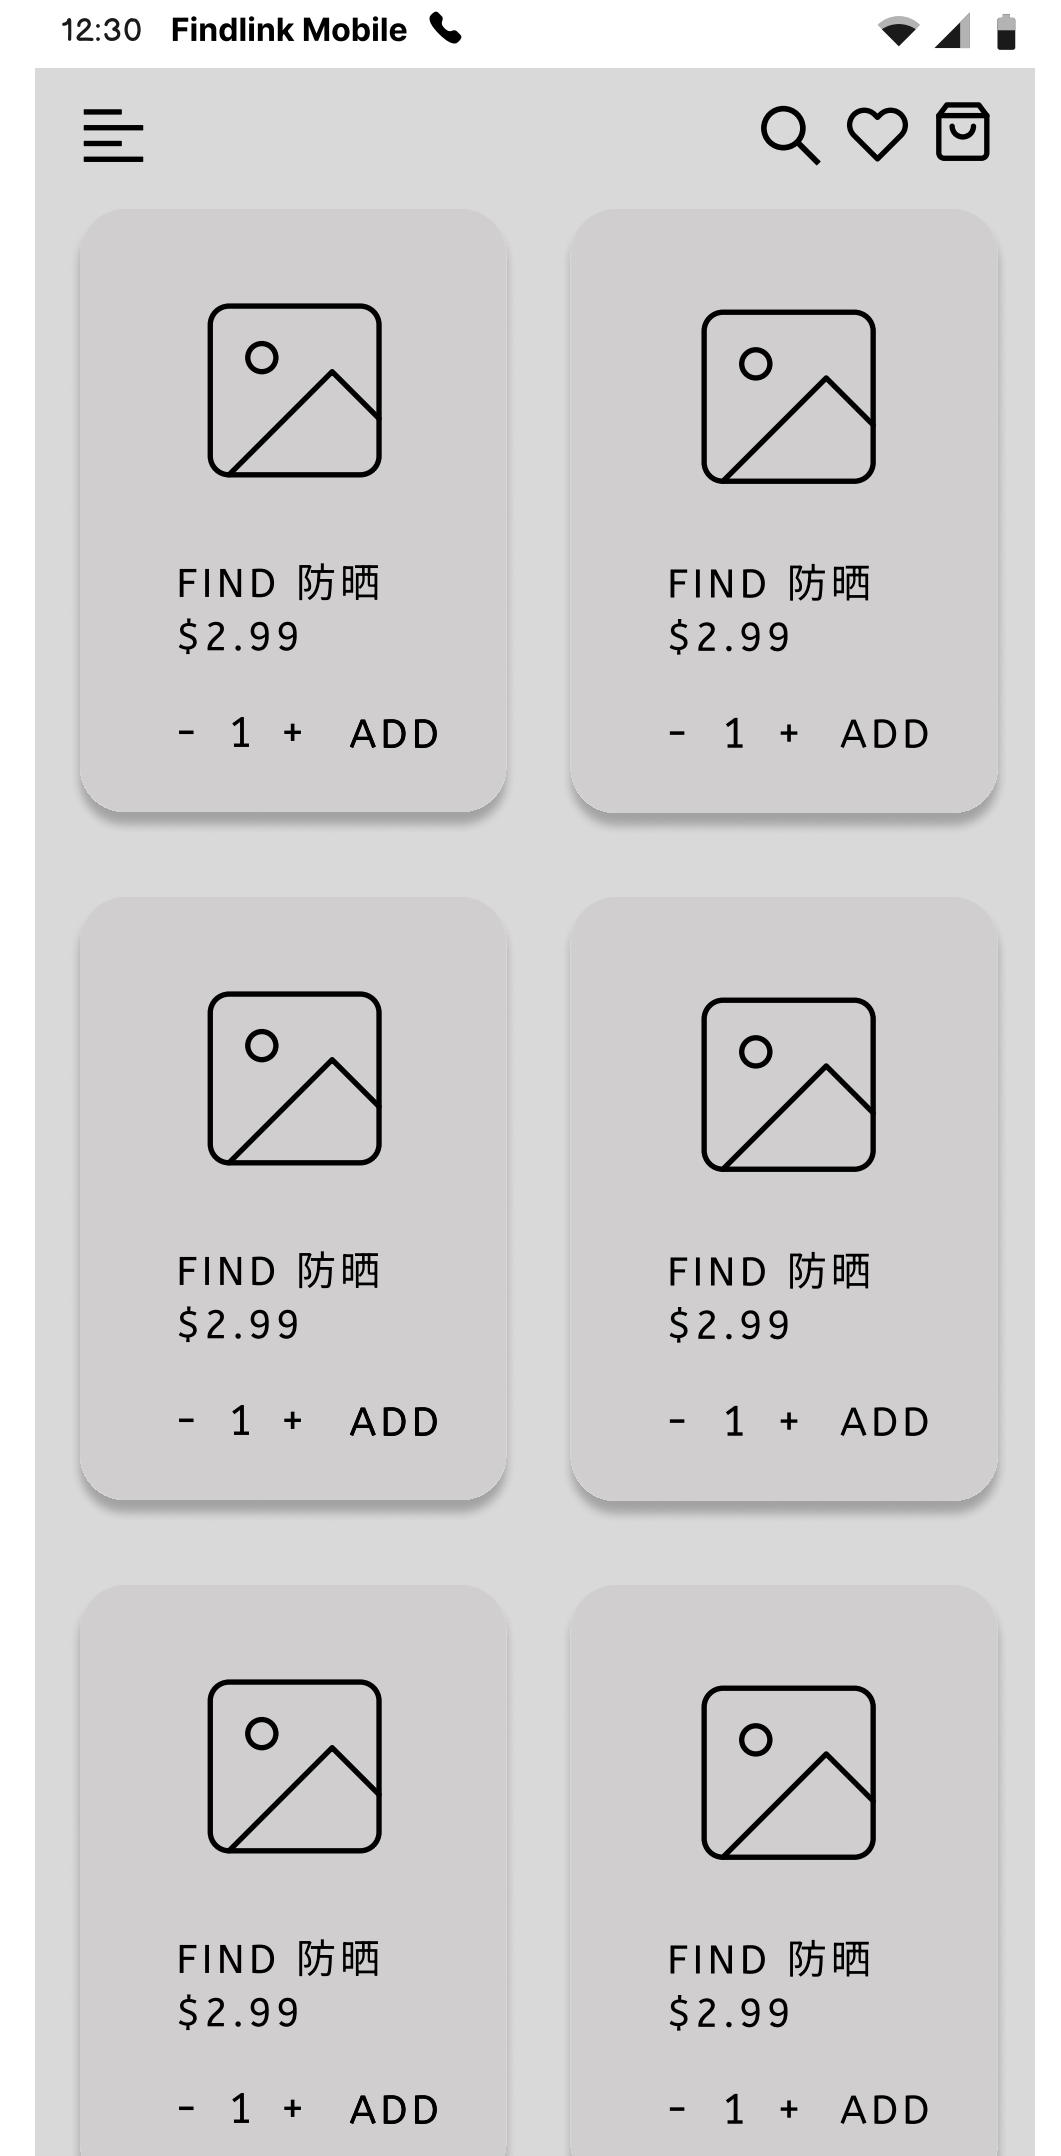 12:30 Findlink Mobile
FIND 防晒
$2.99
- 1 + ADD
FIND 防晒
$2.99
- 1 + ADD
FIND 防晒
$2.99
- 1 + ADD
FIND 防晒
$2.99
- 1 + ADD
FIND 防晒
$2.99
- 1 + ADD
FIND 防晒
$2.99
- 1 + ADD